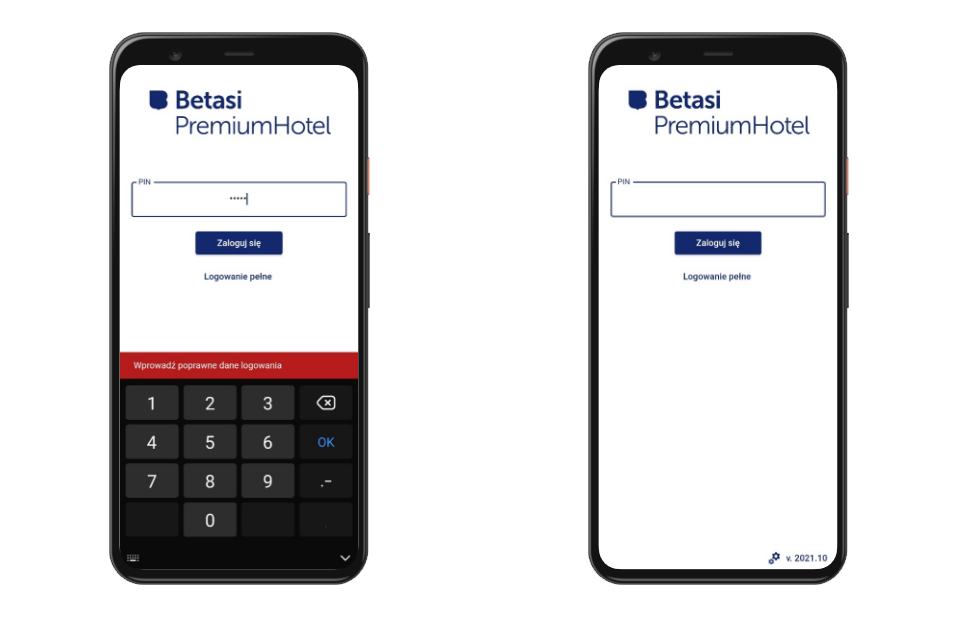 Betasi
PremiumHotel
PIN
•••••
Zaloguj się
Logowanie pełne
Wprowadź poprawne dane logowania
1 2 3
4 5 6 OK
7 8 9 .-
0
Betasi
PremiumHotel
PIN
Zaloguj się
Logowanie pełne
v. 2021.10